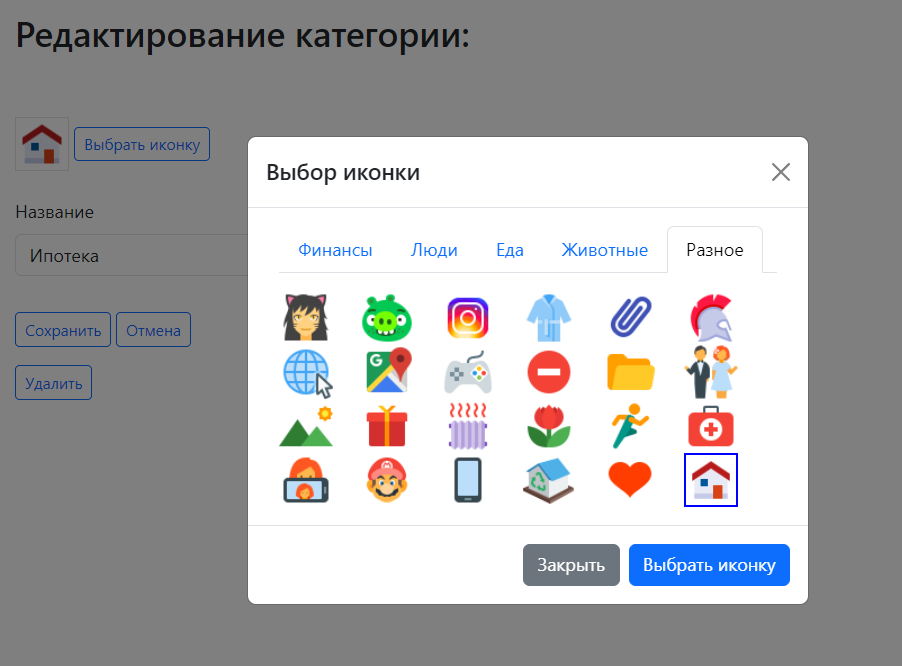 Редактирование категории:
Выбрать иконку
Название
Ипотека
Сохранить Отмена
Удалить
Выбор иконки
Финансы Люди Еда Животные Разное
G
Закрыть Выбрать иконку